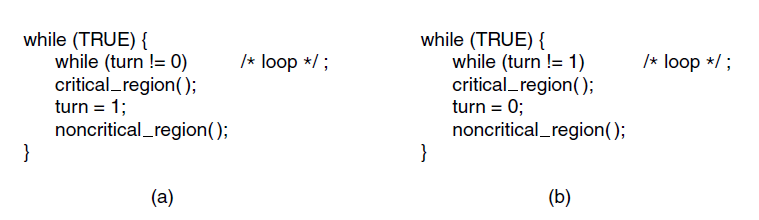 while (TRUE) {
while (turn != 0) /* loop */ ;
critical_region( );
turn = 1;
noncritical_region( );
}
(a)
while (TRUE) {
while (turn != 1) /* loop */ ;
critical_region( );
turn = 0;
noncritical_region( );
}
(b)